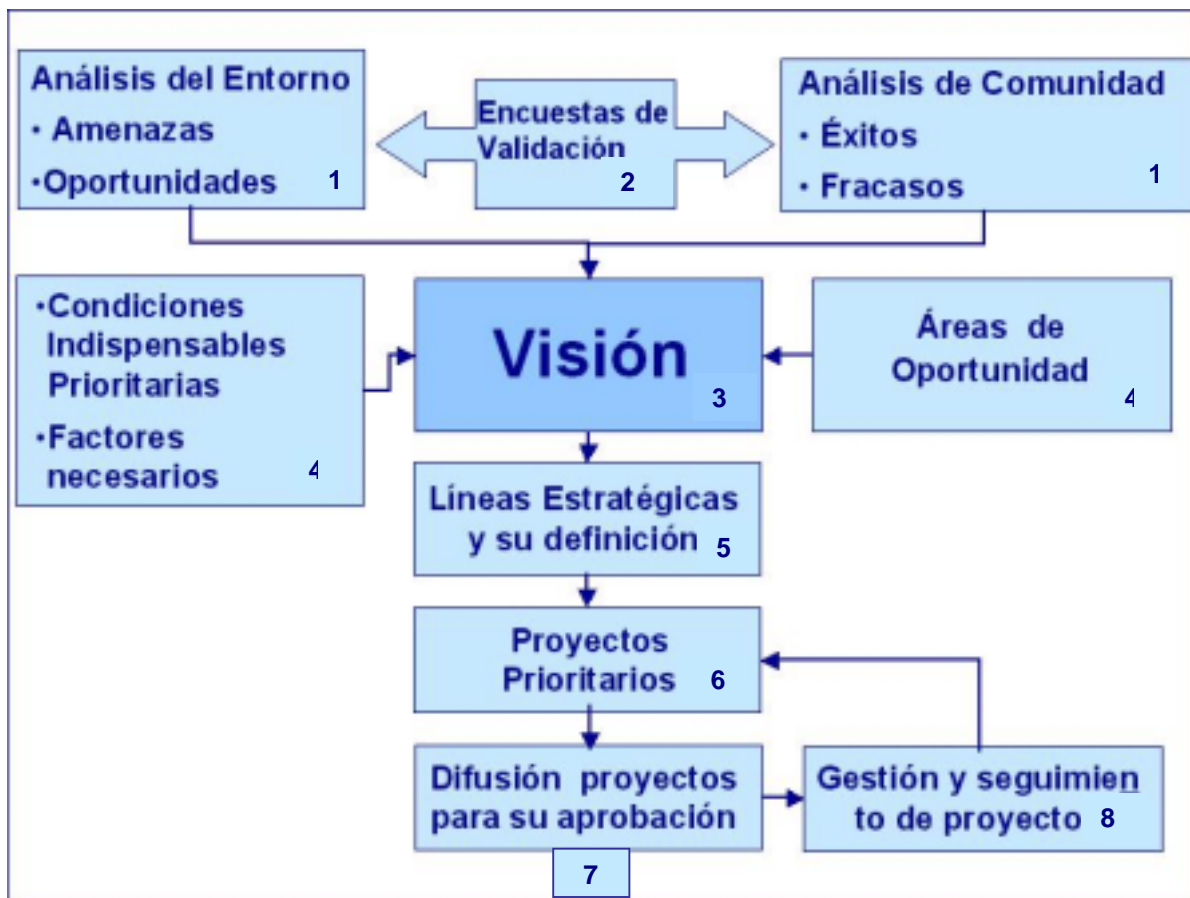 Análisis del Entorno
· Amenazas
·Oportunidades 1
Encuestas de
Validación
2
Análisis de Comunidad
· Éxitos
· Fracasos 1
·Condiciones
Indispensables
Prioritarias
·Factores
necesarios 4
Visión
3
Áreas de
Oportunidad
4
Líneas Estratégicas
y su definición 5
Proyectos
Prioritarios 6
Difusión proyectos
para su aprobación
7
Gestión y seguimien
to de proyecto 8